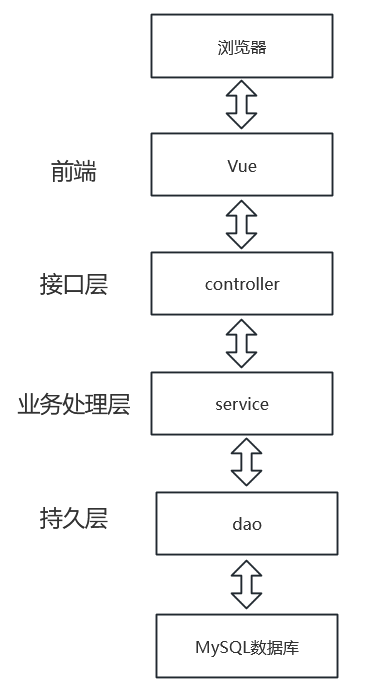 浏览器
前端
Vue
接口层
controller
业务处理层
service
持久层
dao
MySQL数据库